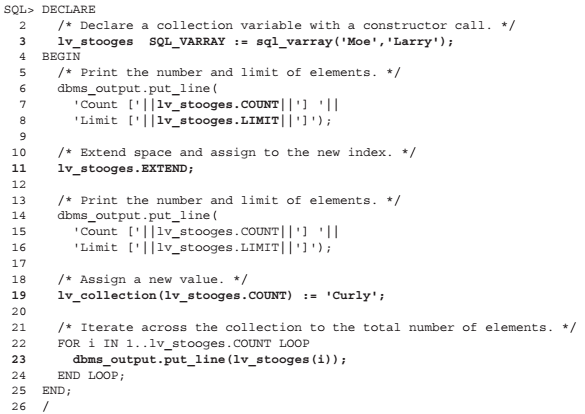 SQL> DECLARE
  2    /* Declare a collection variable with a constructor call. */
  3    lv_stooges  SQL_VARRAY := sql_varray('Moe','Larry');
  4  BEGIN
  5    /* Print the number and limit of elements. */
  6    dbms_output.put_line(
  7      'Count ['||lv_stooges.COUNT||'] '||
  8      'Limit ['||lv_stooges.LIMIT||']');
  9
 10    /* Extend space and assign to the new index. */
 11    lv_stooges.EXTEND;
 12
 13    /* Print the number and limit of elements. */
 14    dbms_output.put_line(
 15      'Count ['||lv_stooges.COUNT||'] '||
 16      'Limit ['||lv_stooges.LIMIT||']');
 17
 18    /* Assign a new value. */
 19    lv_collection(lv_stooges.COUNT) := 'Curly';
 20
 21    /* Iterate across the collection to the total number of elements. */
 22    FOR i IN 1..lv_stooges.COUNT LOOP
 23      dbms_output.put_line(lv_stooges(i));
 24    END LOOP;
 25  END;
 26  /